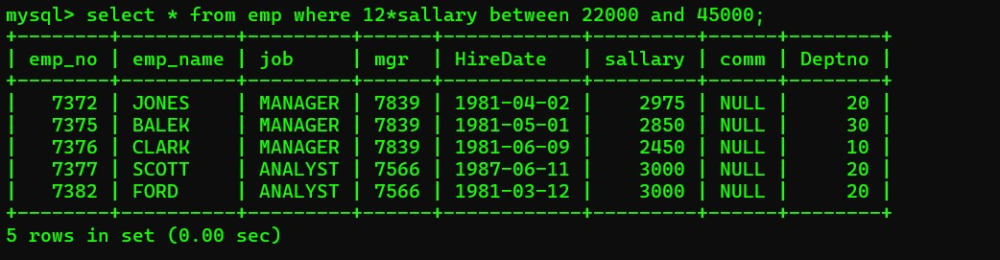 mysql> select * from emp where 12*sallary between 22000 and 45000;
+--------+----------+---------+------+------------+---------+------+--------+
| emp_no | emp_name | job     | mgr  | HireDate   | sallary | comm | Deptno |
+--------+----------+---------+------+------------+---------+------+--------+
|   7372 | JONES    | MANAGER | 7839 | 1981-04-02 |    2975 | NULL |     20 |
|   7375 | BALEK    | MANAGER | 7839 | 1981-05-01 |    2850 | NULL |     30 |
|   7376 | CLARK    | MANAGER | 7839 | 1981-06-09 |    2450 | NULL |     10 |
|   7377 | SCOTT    | ANALYST | 7566 | 1987-06-11 |    3000 | NULL |     20 |
|   7382 | FORD     | ANALYST | 7566 | 1981-03-12 |    3000 | NULL |     20 |
+--------+----------+---------+------+------------+---------+------+--------+
5 rows in set (0.00 sec)